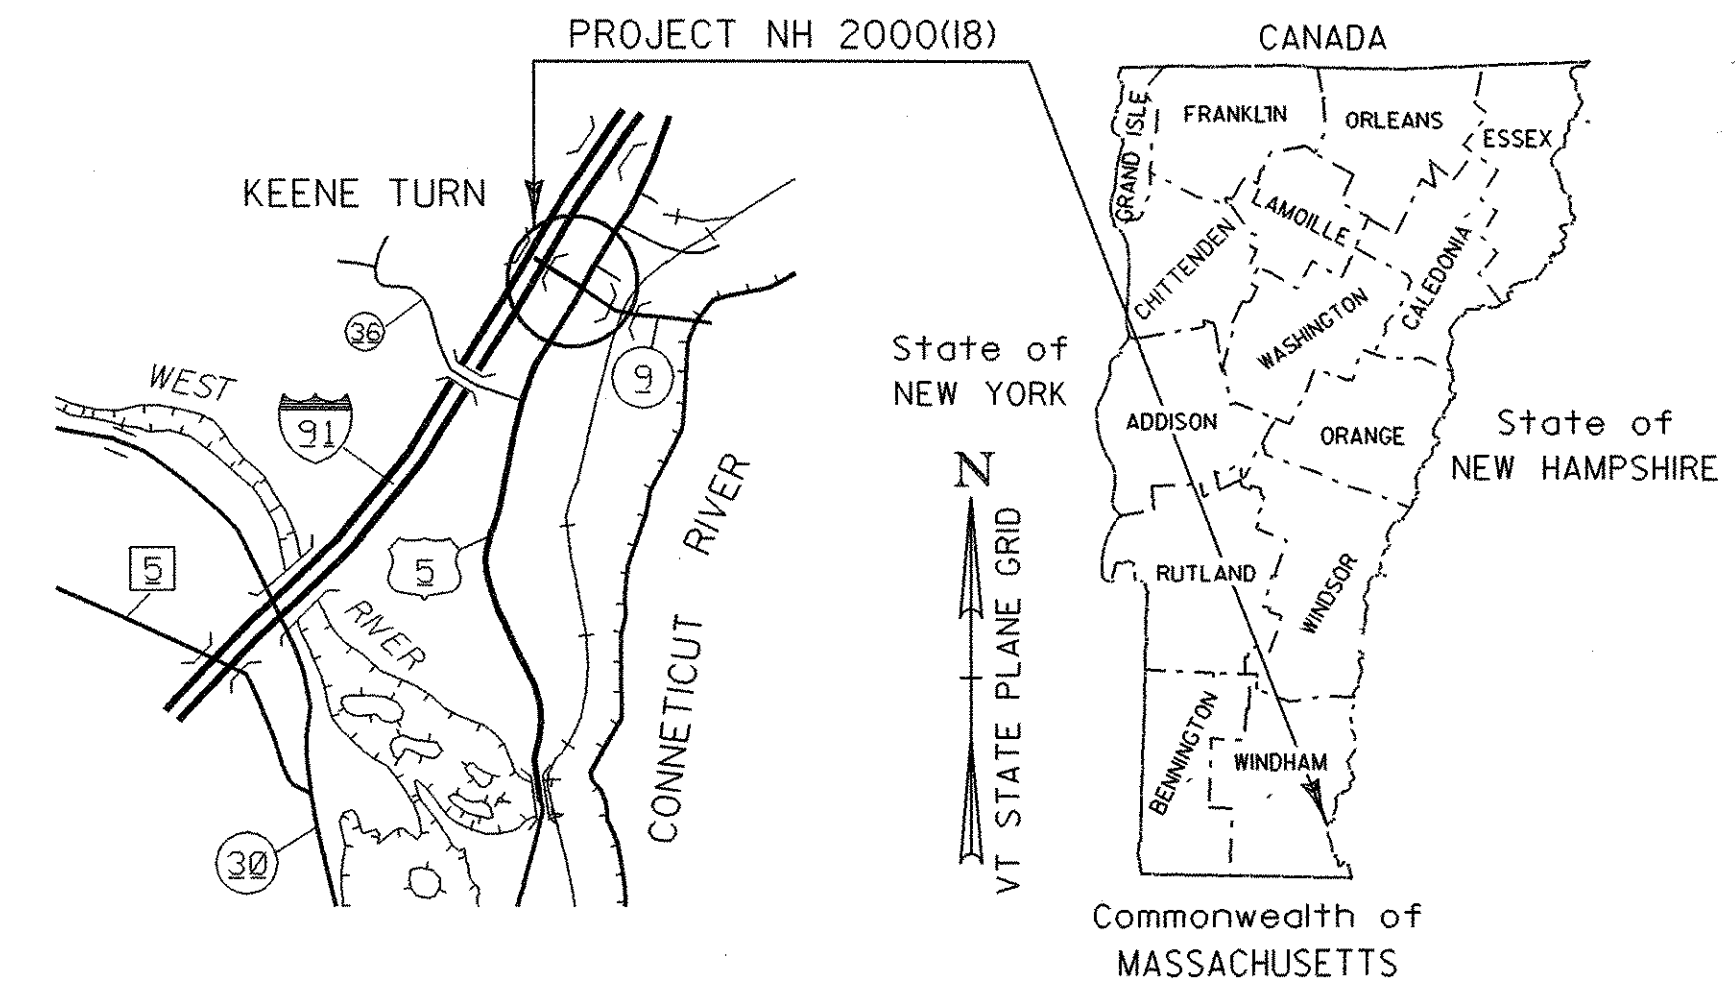 PROJECT NH 2000(18)
KEENE TURN
36
9
WEST
91
5
5
RIVER
30
CONNETICUT RIVER
N
VT STATE PLANE GRID
CANADA
GRAND ISLE
FRANKLIN
ORLEANS
ESSEX
LAMOILLE
CHITTENDEN
CALEDONIA
WASHINGTON
State of
NEW YORK
ADDISON
ORANGE
State of
NEW HAMPSHIRE
RUTLAND
WINDSOR
BENNINGTON
WINDHAM
Commonwealth of
MASSACHUSETTS